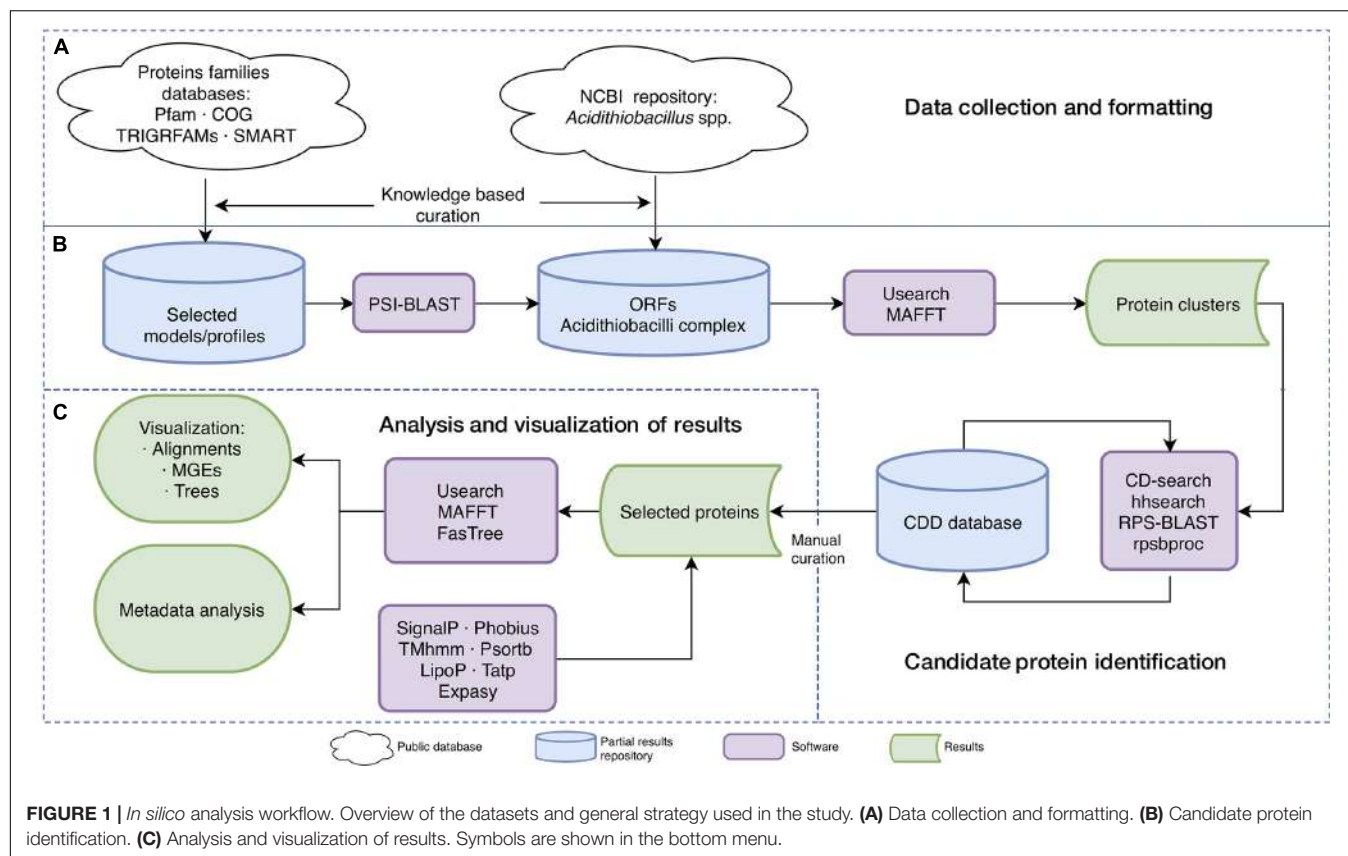 A
Proteins families
databases:
Pfam · COG
TRIGRFAMs · SMART
NCBI repository:
Acidithiobacillus spp.
Data collection and formatting
Knowledge based
curation
B
Selected
models/profiles
PSI-BLAST
ORFs
Acidithiobacilli complex
Usearch
MAFFT
Protein clusters
C
Visualization:
· Alignments
· MGEs
· Trees
Metadata analysis
Analysis and visualization of results
Usearch
MAFFT
FasTree
Selected proteins
SignalP · Phobius
TMhmm · Psortb
LipoP · Tatp
Expasy
Manual
curation
CDD database
CD-search
hhsearch
RPS-BLAST
rpsbproc
Candidate protein identification
Public database
Partial results
repository
Software
Results
FIGURE 1 | In silico analysis workflow. Overview of the datasets and general strategy used in the study. (A) Data collection and formatting. (B) Candidate protein
identification. (C) Analysis and visualization of results. Symbols are shown in the bottom menu.